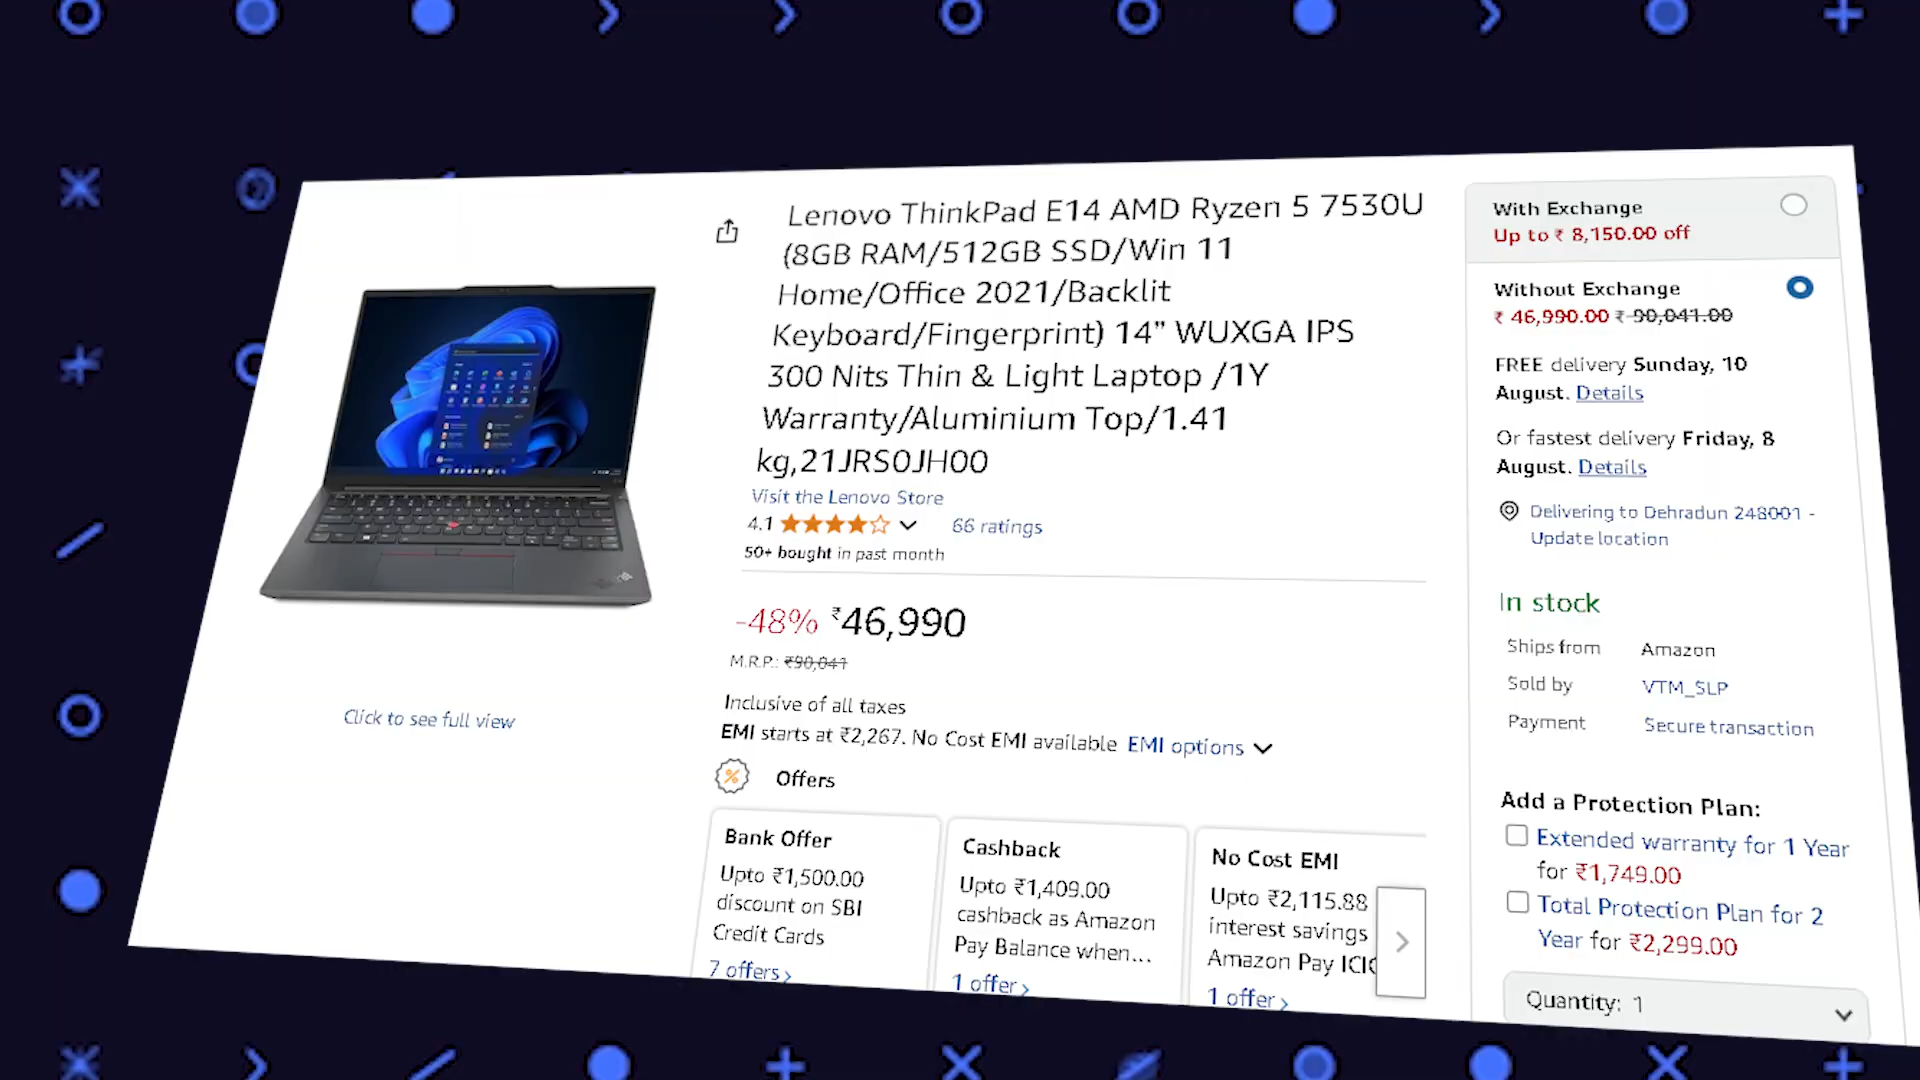 Lenovo ThinkPad E14 AMD Ryzen 5 7530U
(8GB RAM/512GB SSD/Win 11
Home/Office 2021/Backlit
Keyboard/Fingerprint) 14” WUXGA IPS
300 Nits Thin & Light Laptop /1Y
Warranty/Aluminium Top/1.41
kg,21JRS0JH00
Visit the Lenovo Store
4.1 66 ratings
50+ bought in past month
-48% ₹46,990
M.R.P.: ₹90,041
Inclusive of all taxes
EMI starts at ₹2,267. No Cost EMI available EMI options
Offers
Bank Offer
Upto ₹1,500.00
discount on SBI
Credit Cards
7 offers
Cashback
Upto ₹1,409.00
cashback as Amazon
Pay Balance when...
1 offer
No Cost EMI
Upto ₹2,115.88
interest savings
Amazon Pay ICIC
1 offer
Click to see full view
With Exchange
Up to ₹ 8,150.00 off
Without Exchange
₹ 46,990.00 ₹ 90,041.00
FREE delivery Sunday, 10
August. Details
Or fastest delivery Friday, 8
August. Details
Delivering to Dehradun 248001 -
Update location
In stock
Ships from Amazon
Sold by VTM_SLP
Payment Secure transaction
Add a Protection Plan:
Extended warranty for 1 Year
for ₹1,749.00
Total Protection Plan for 2
Year for ₹2,299.00
Quantity: 1